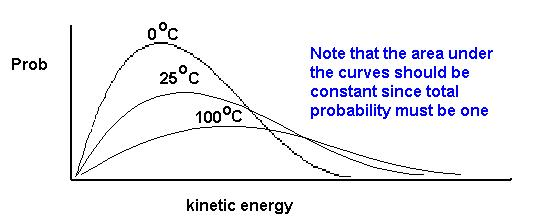 0°C
Prob
Note that the area under
the curves should be
constant since total
probability must be one
25°C
100°C
kinetic energy